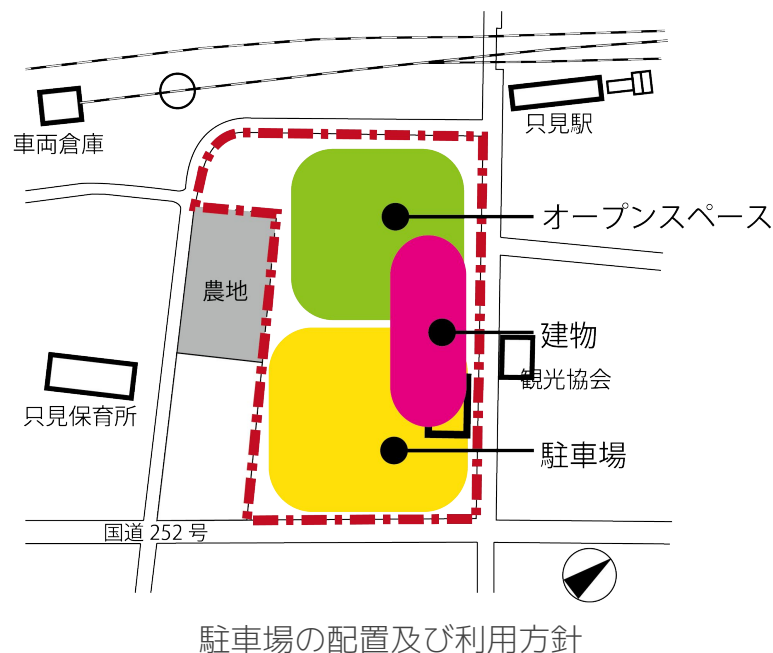 車両倉庫
只見駅
オープンスペース
農地
建物
観光協会
只見保育所
駐車場
国道 252 号
駐車場の配置及び利用方針